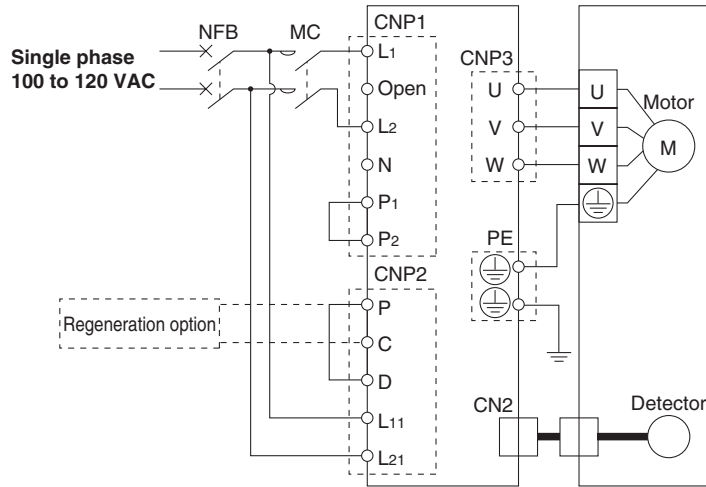 NFB MC CNP1
Single phase
100 to 120 VAC
L1
Open
L2
N
P1
P2
CNP3
U
V
W
U
V
W
Motor
M
PE
CNP2
Regeneration option
P
C
D
L11
L21
CN2
Detector